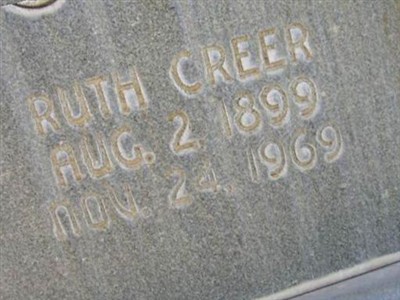 RUTH CREER
AUG. 2, 1899
NOV. 24, 1969